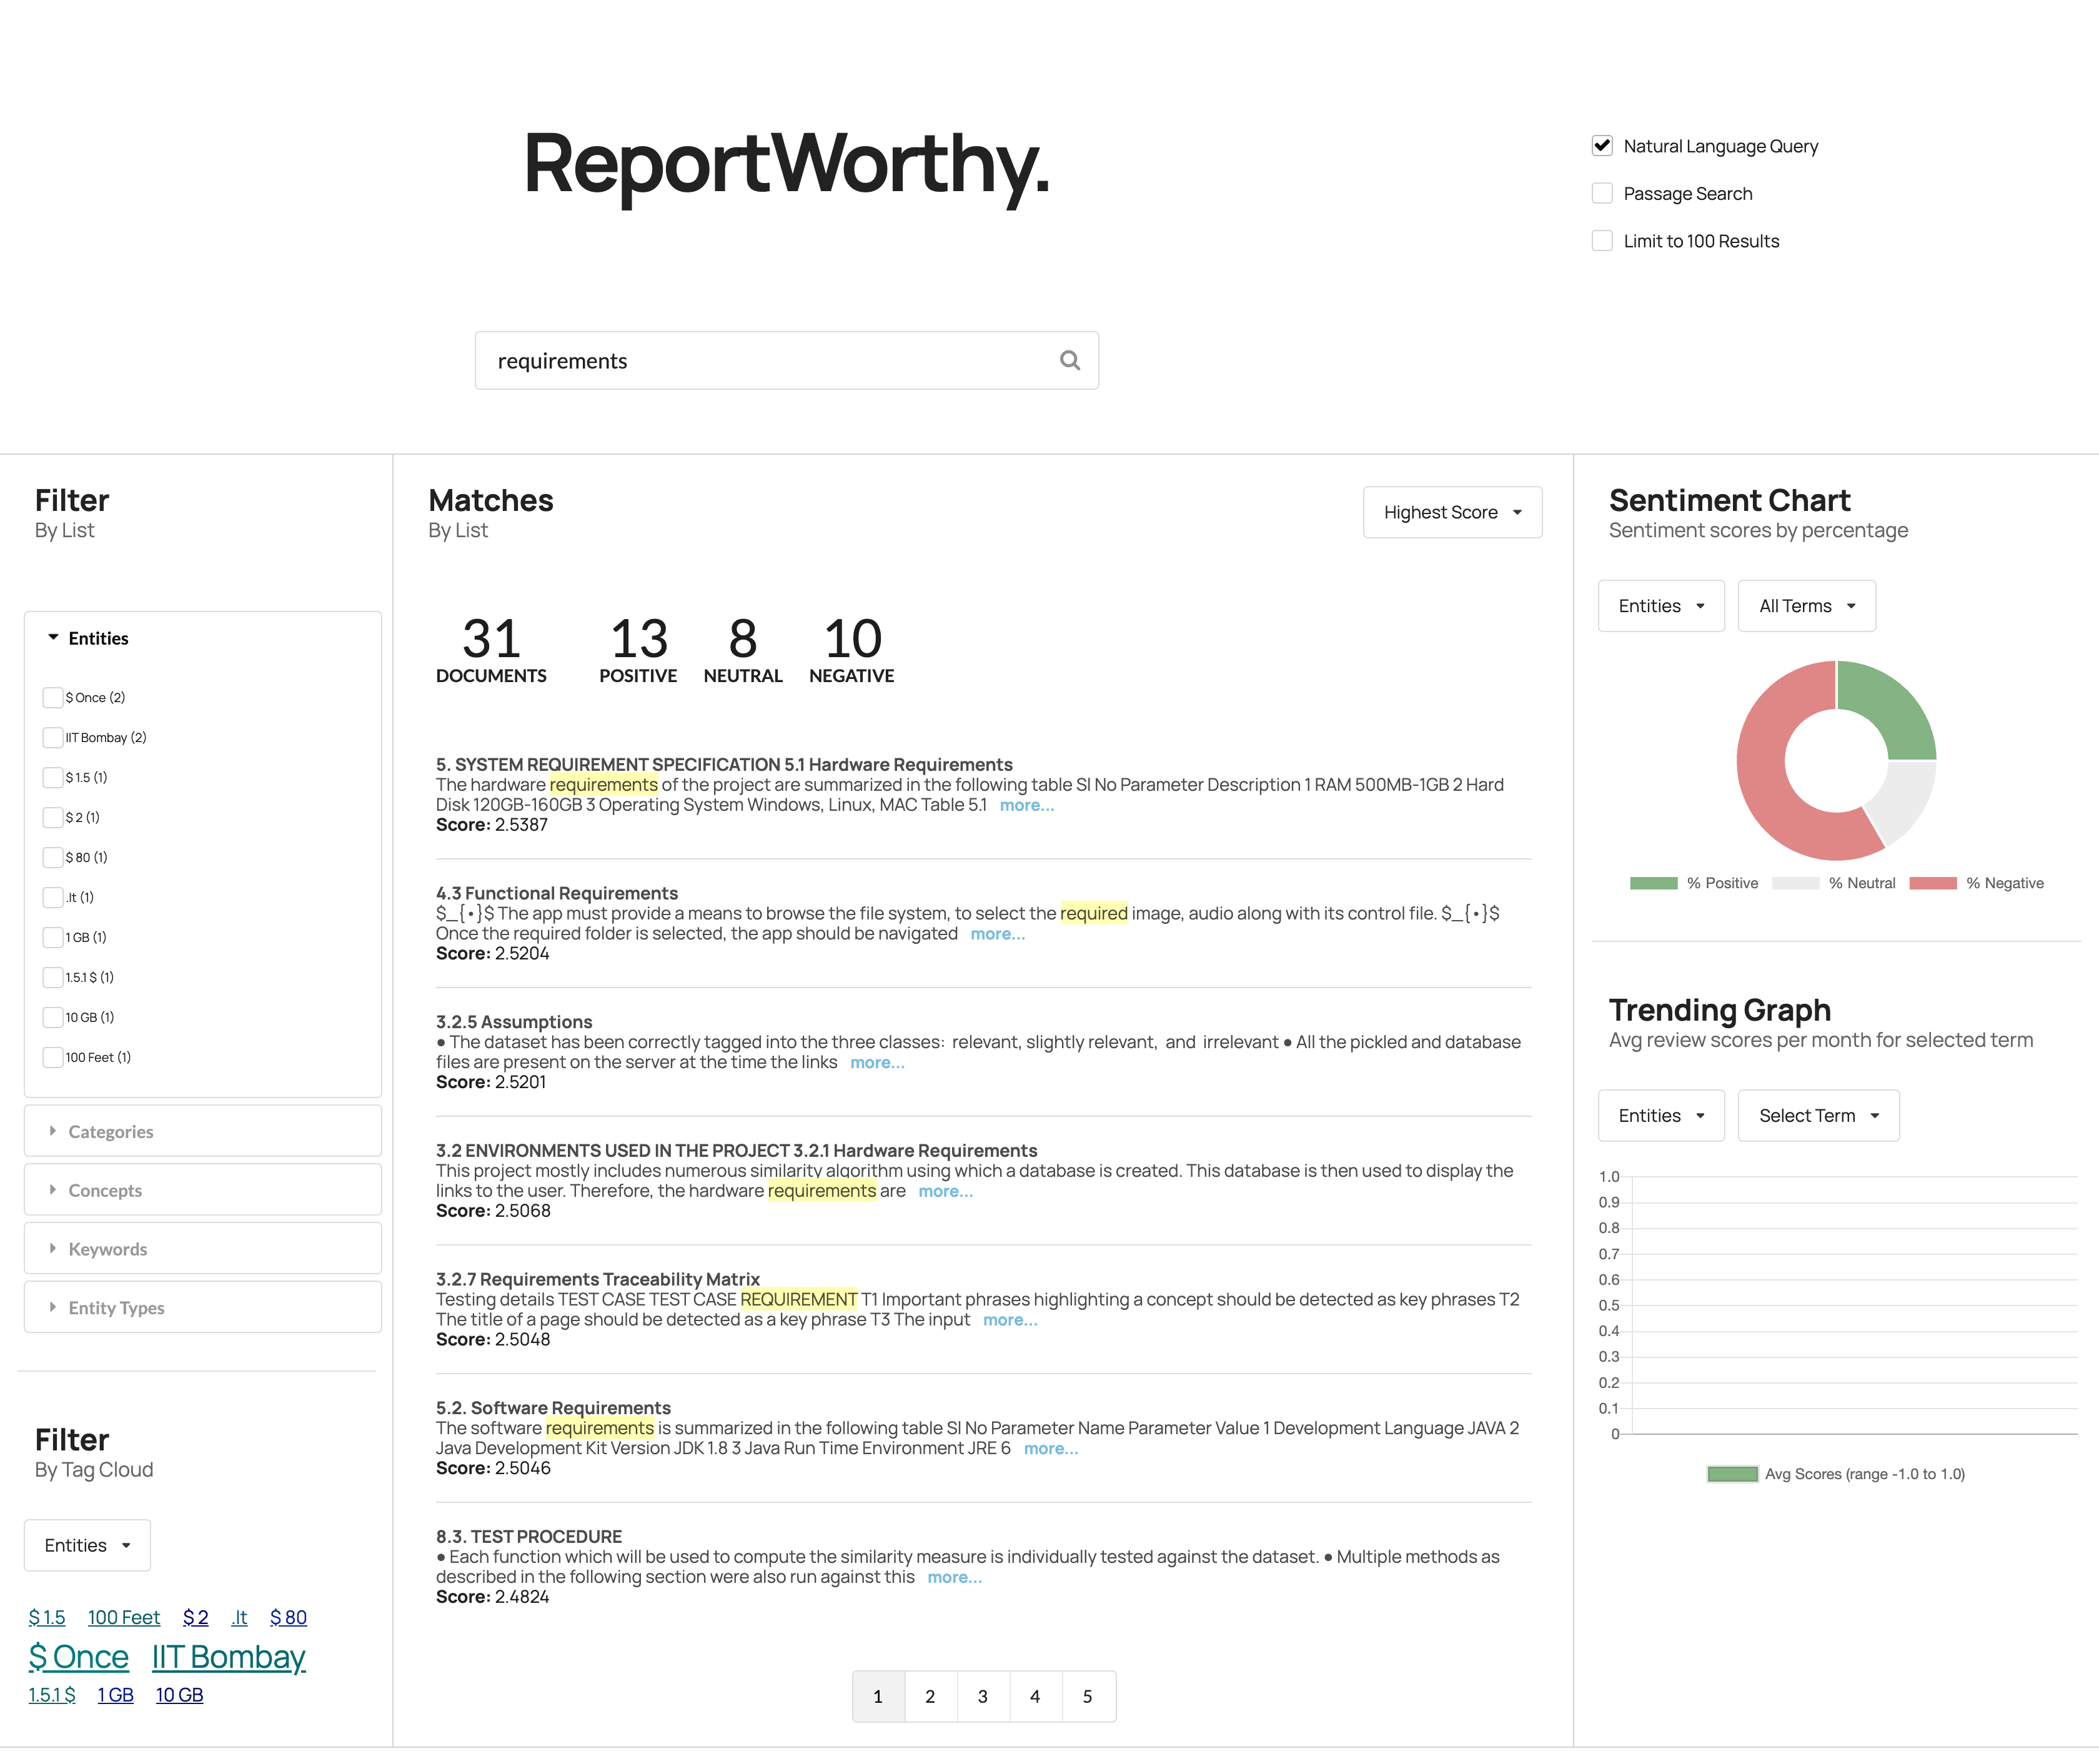 ReportWorthy.
Natural Language Query
Passage Search
Limit to 100 Results
requirements
Filter
By List
Entities
$ Once (2)
IIT Bombay (2)
$ 1.5 (1)
$ 2 (1)
$ 80 (1)
.It (1)
1 GB (1)
1.5.1 $ (1)
10 GB (1)
100 Feet (1)
Categories
Concepts
Keywords
Entity Types
Filter
By Tag Cloud
Entities
$ 1.5 100 Feet $ 2 .It $ 80
$ Once IIT Bombay
1.5.1 $ 1 GB 10 GB
Matches
By List
Highest Score
31 13 8 10
DOCUMENTS POSITIVE NEUTRAL NEGATIVE
5. SYSTEM REQUIREMENT SPECIFICATION 5.1 Hardware Requirements
The hardware requirements of the project are summarized in the following table Sl No Parameter Description 1 RAM 500MB-1GB 2 Hard
Disk 120GB-160GB 3 Operating System Windows, Linux, MAC Table 5.1 more...
Score: 2.5387
4.3 Functional Requirements
$_{•}$ The app must provide a means to browse the file system, to select the required image, audio along with its control file. $_{•}$
Once the required folder is selected, the app should be navigated more...
Score: 2.5204
3.2.5 Assumptions
● The dataset has been correctly tagged into the three classes: relevant, slightly relevant, and irrelevant ● All the pickled and database
files are present on the server at the time the links more...
Score: 2.5201
3.2 ENVIRONMENTS USED IN THE PROJECT 3.2.1 Hardware Requirements
This project mostly includes numerous similarity algorithm using which a database is created. This database is then used to display the
links to the user. Therefore, the hardware requirements are more...
Score: 2.5068
3.2.7 Requirements Traceability Matrix
Testing details TEST CASE TEST CASE REQUIREMENT T1 Important phrases highlighting a concept should be detected as key phrases T2
The title of a page should be detected as a key phrase T3 The input more...
Score: 2.5048
5.2. Software Requirements
The software requirements is summarized in the following table Sl No Parameter Name Parameter Value 1 Development Language JAVA 2
Java Development Kit Version JDK 1.8 3 Java Run Time Environment JRE 6 more...
Score: 2.5046
8.3. TEST PROCEDURE
● Each function which will be used to compute the similarity measure is individually tested against the dataset. ● Multiple methods as
described in the following section were also run against this more...
Score: 2.4824
1 2 3 4 5
Sentiment Chart
Sentiment scores by percentage
Entities All Terms
% Positive % Neutral % Negative
Trending Graph
Avg review scores per month for selected term
Entities Select Term
1.0
0.9
0.8
0.7
0.6
0.5
0.4
0.3
0.2
0.1
0
Avg Scores (range -1.0 to 1.0)